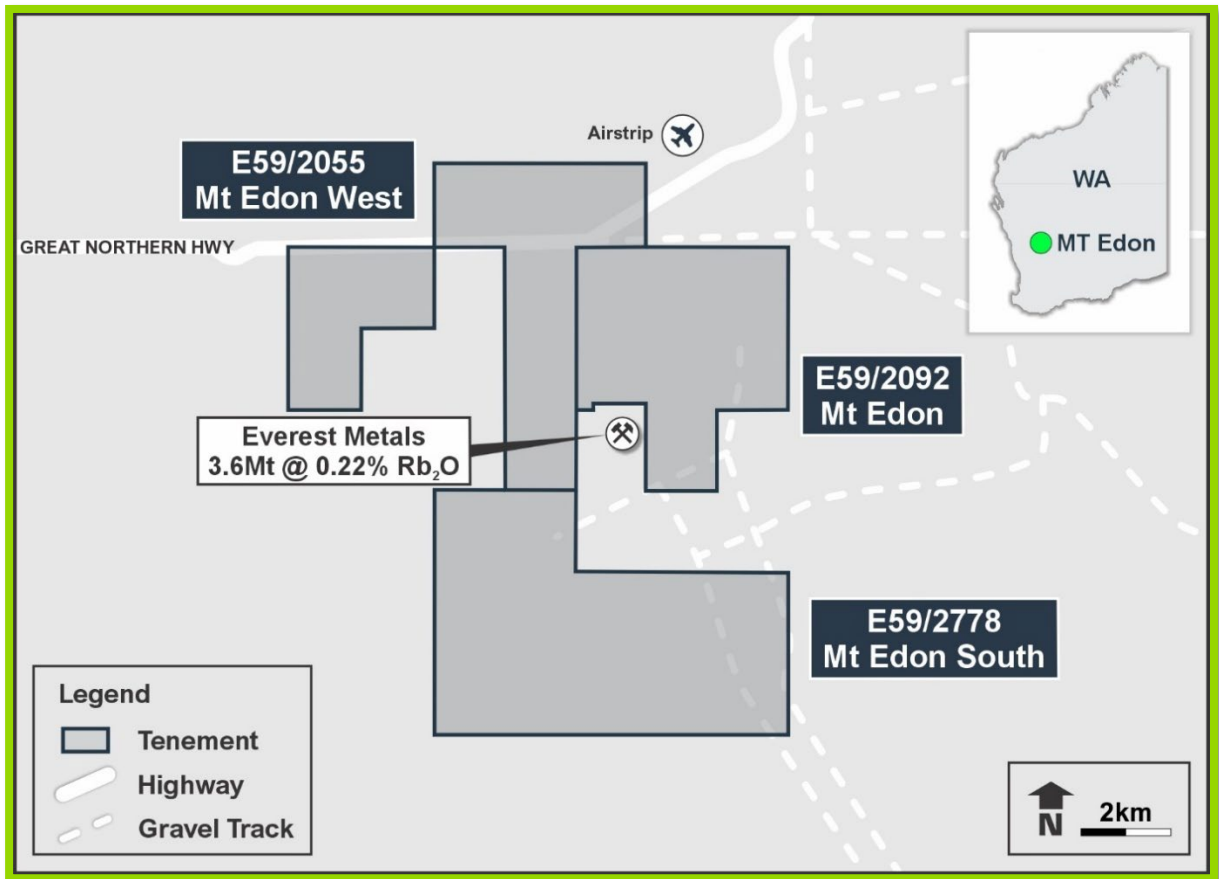 Airstrip
E59/2055
Mt Edon West
GREAT NORTHERN HWY
WA
MT Edon
E59/2092
Mt Edon
Everest Metals
3.6Mt @ 0.22% Rb₂O
E59/2778
Mt Edon South
Legend
Tenement
Highway
Gravel Track
N
2km